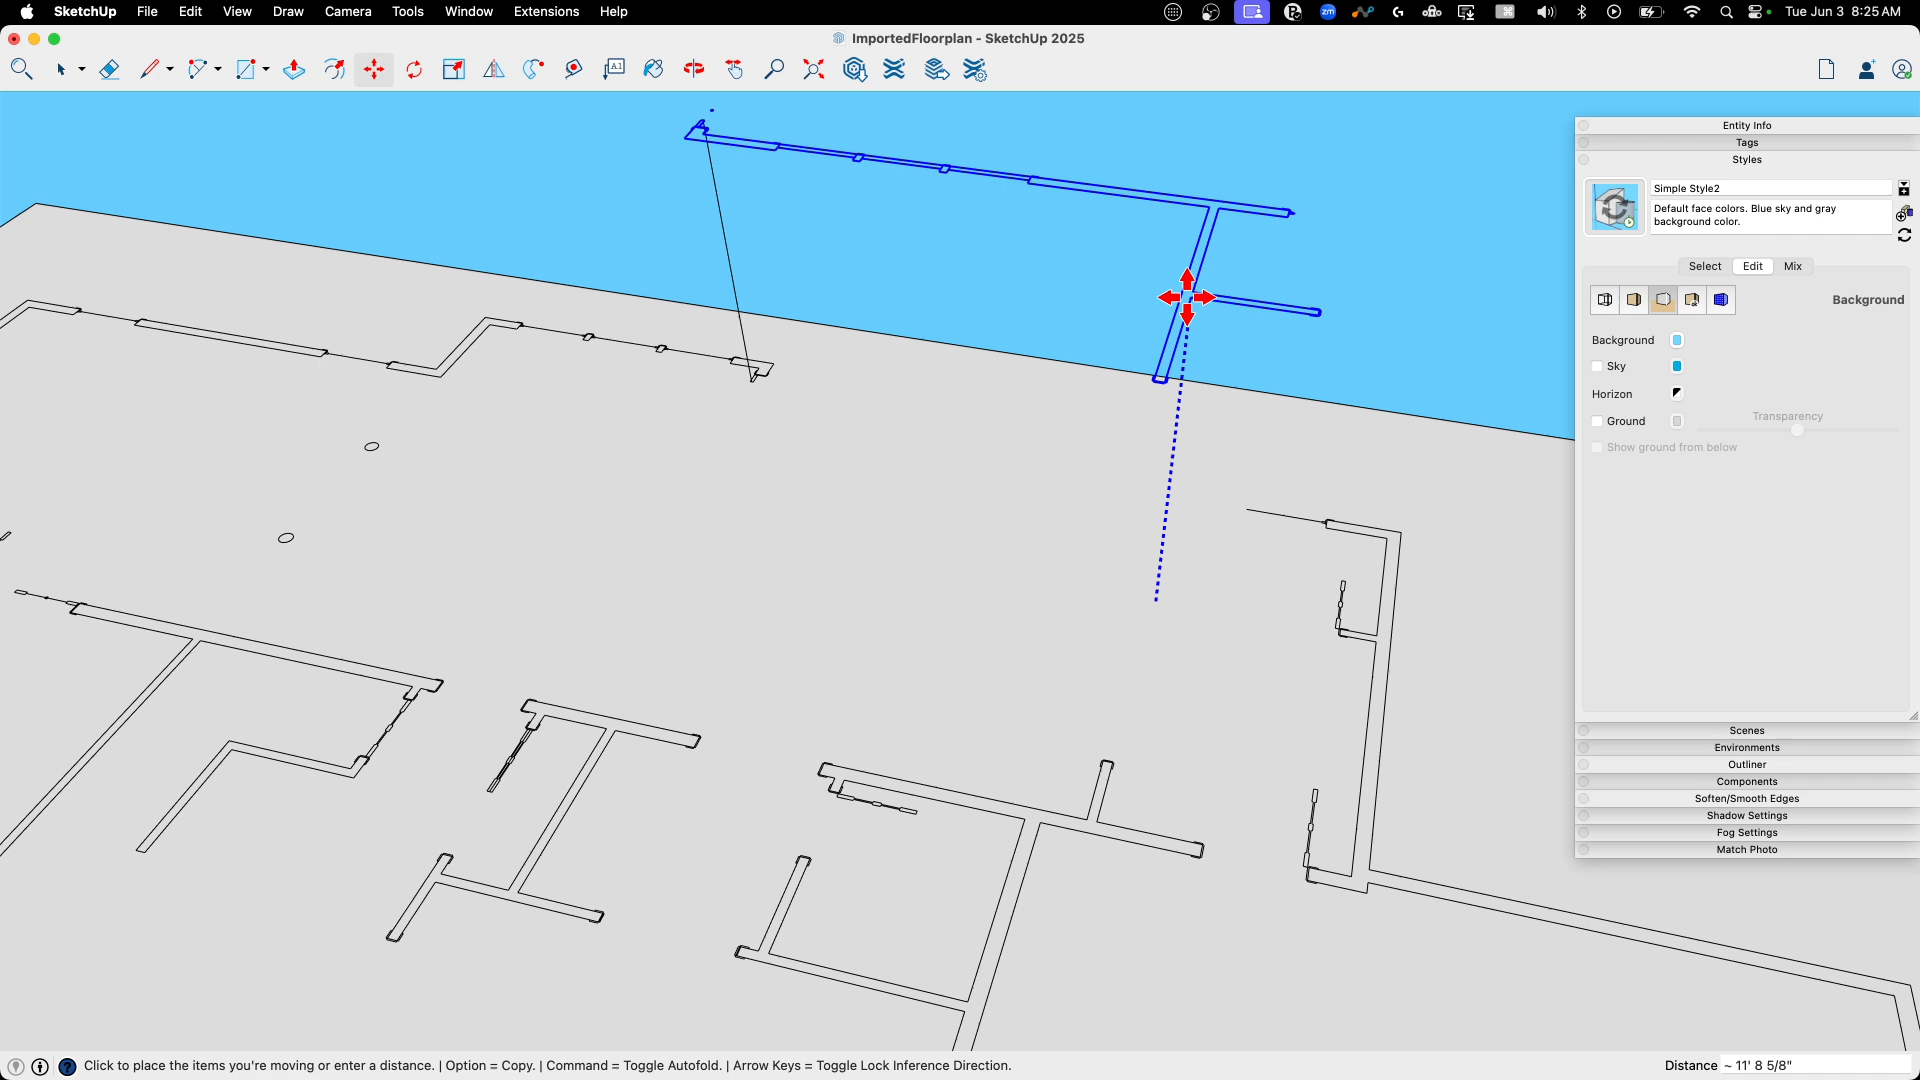 SketchUp File Edit View Draw Camera Tools Window Extensions Help
zm
Tue Jun 3 8:25 AM
ImportedFloorplan - SketchUp 2025
A1
Entity Info
Tags
Styles
Simple Style2
Default face colors. Blue sky and gray
background color.
Select Edit Mix
Background
Background
Sky
Horizon
Ground
Transparency
Show ground from below
Scenes
Environments
Outliner
Components
Soften/Smooth Edges
Shadow Settings
Fog Settings
Match Photo
Click to place the items you're moving or enter a distance. | Option = Copy. | Command = Toggle Autofold. | Arrow Keys = Toggle Lock Inference Direction.
Distance ~ 11' 8 5/8"